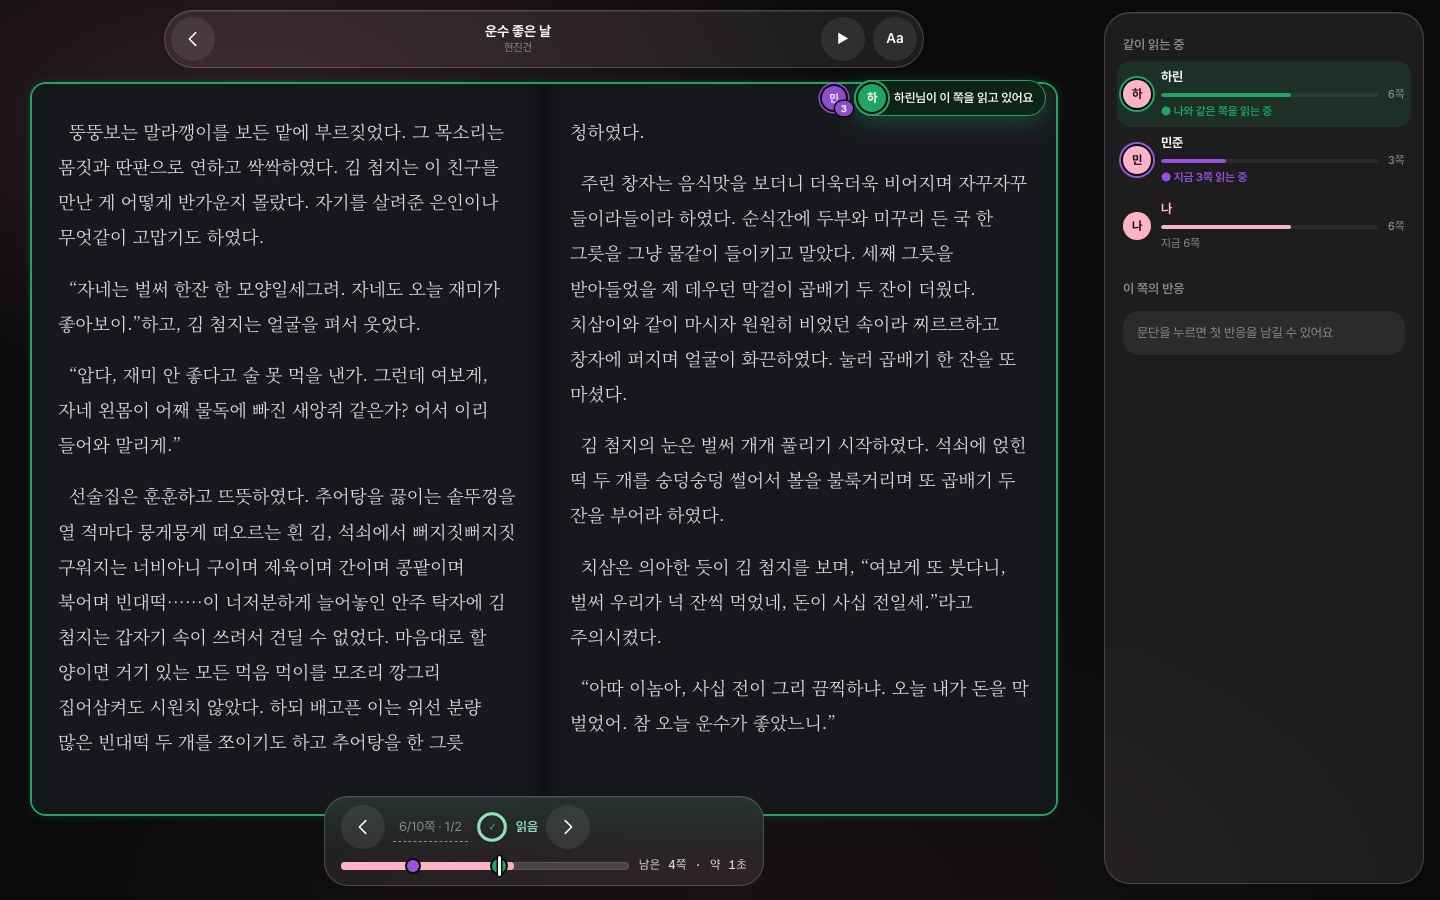 운수 좋은 날
현진건
Aa
민
3
하
하린님이 이 쪽을 읽고 있어요
뚱뚱보는 말라깽이를 보든 맡에 부르짖었다. 그 목소리는
몸짓과 딴판으로 연하고 싹싹하였다. 김 첨지는 이 친구를
만난 게 어떻게 반가운지 몰랐다. 자기를 살려준 은인이나
무엇같이 고맙기도 하였다.
“자네는 벌써 한잔 한 모양일세그려. 자네도 오늘 재미가
좋아보이.”하고, 김 첨지는 얼굴을 펴서 웃었다.
“압다, 재미 안 좋다고 술 못 먹을 낸가. 그런데 여보게,
자네 왼몸이 어째 물독에 빠진 새앙쥐 같은가? 어서 이리
들어와 말리게.”
선술집은 훈훈하고 뜨뜻하였다. 추어탕을 끓이는 솥뚜껑을
열 적마다 뭉게뭉게 떠오르는 흰 김, 석쇠에서 뻐지짓뻐지짓
구워지는 너비아니 구이며 제육이며 간이며 콩팥이며
북어며 빈대떡……이 너저분하게 늘어놓인 안주 탁자에 김
첨지는 갑자기 속이 쓰려서 견딜 수 없었다. 마음대로 할
양이면 거기 있는 모든 먹음 먹이를 모조리 깡그리
집어삼켜도 시원치 않았다. 하되 배고픈 이는 위선 분량
많은 빈대떡 두 개를 쪼이기도 하고 추어탕을 한 그릇
청하였다.
주린 창자는 음식맛을 보더니 더욱더욱 비어지며 자꾸자꾸
들이라들이라 하였다. 순식간에 두부와 미꾸리 든 국 한
그릇을 그냥 물같이 들이키고 말았다. 세째 그릇을
받아들었을 제 데우던 막걸이 곱배기 두 잔이 더웠다.
치삼이와 같이 마시자 원원히 비었던 속이라 찌르르하고
창자에 퍼지며 얼굴이 화끈하였다. 눌러 곱배기 한 잔을 또
마셨다.
김 첨지의 눈은 벌써 개개 풀리기 시작하였다. 석쇠에 얹힌
떡 두 개를 숭덩숭덩 썰어서 볼을 불룩거리며 또 곱배기 두
잔을 부어라 하였다.
치삼은 의아한 듯이 김 첨지를 보며, “여보게 또 붓다니,
벌써 우리가 넉 잔씩 먹었네, 돈이 사십 전일세.”라고
주의시켰다.
“아따 이놈아, 사십 전이 그리 끔찍하냐. 오늘 내가 돈을 막
벌었어. 참 오늘 운수가 좋았느니.”
6/10쪽 · 1/2
✓
읽음
남은 4쪽 · 약 1초
같이 읽는 중
하
하린
6쪽
나와 같은 쪽을 읽는 중
민
민준
3쪽
지금 3쪽 읽는 중
나
나
6쪽
지금 6쪽
이 쪽의 반응
문단을 누르면 첫 반응을 남길 수 있어요